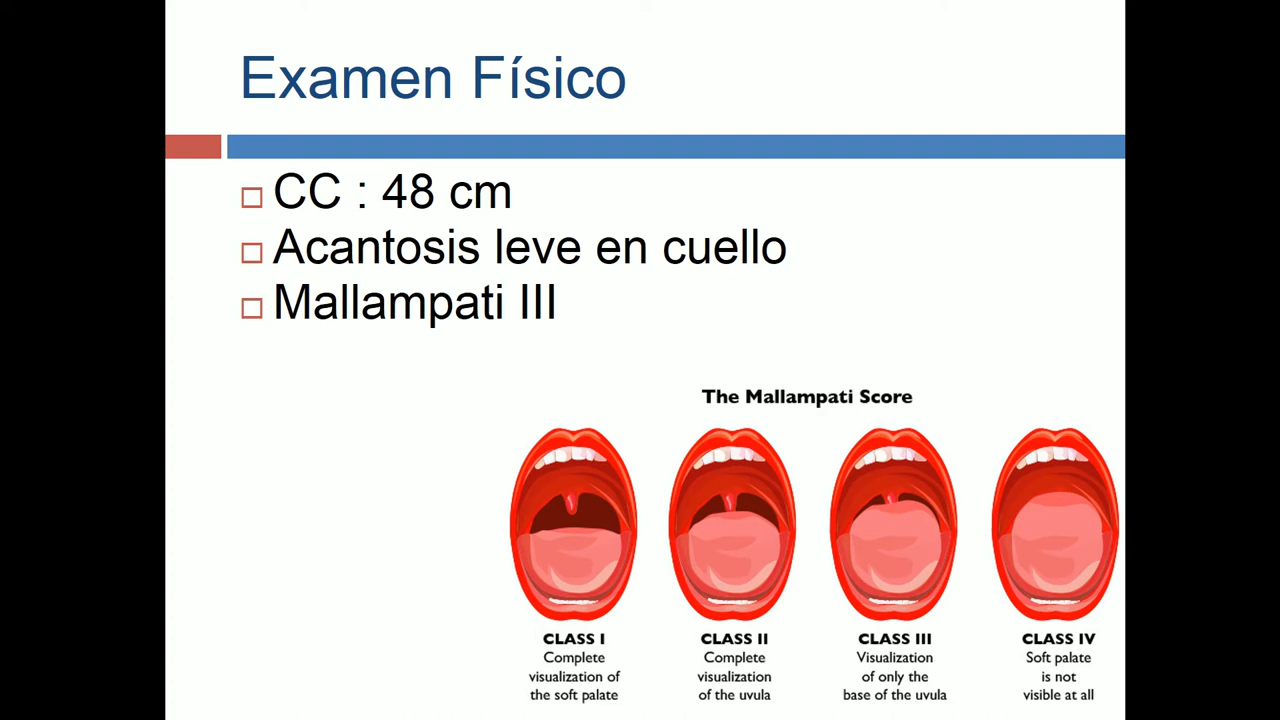 Examen Físico
CC : 48 cm
Acantosis leve en cuello
Mallampati III
The Mallampati Score
CLASS I
Complete
visualization of
the soft palate
CLASS II
Complete
visualization
of the uvula
CLASS III
Visualization
of only the
base of the uvula
CLASS IV
Soft palate
is not
visible at all